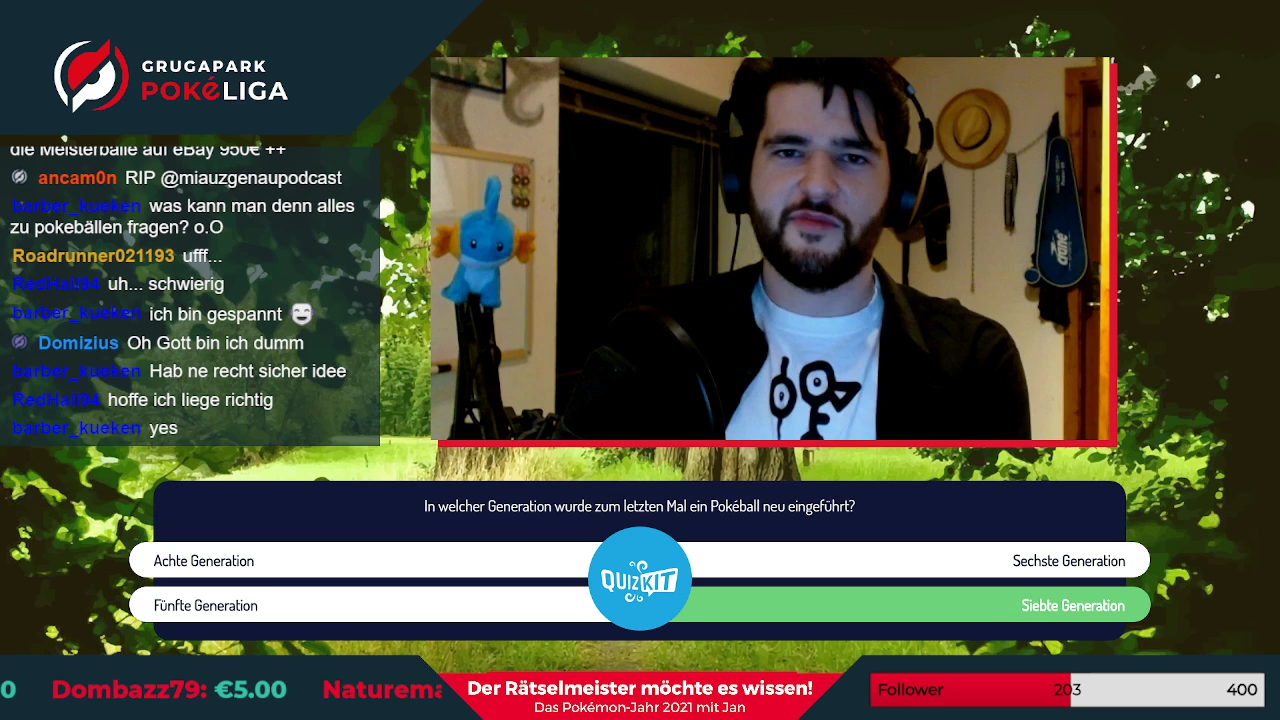 GRUGAPARK
POKéLIGA
die Meisterbälle auf eBay 950€ ++
ancam0n RIP @miauzgenaupodcast
barber_kueken was kann man denn alles
zu pokebällen fragen? o.O
Roadrunner021193 ufff...
RedHail94 uh... schwierig
barber_kueken ich bin gespannt
Domizius Oh Gott bin ich dumm
barber_kueken Hab ne recht sicher idee
RedHail94 hoffe ich liege richtig
barber_kueken yes
In welcher Generation wurde zum letzten Mal ein Pokéball neu eingeführt?
Achte Generation
Sechste Generation
QUIZKIT
Fünfte Generation
Siebte Generation
0 Dombazz79: €5.00 Naturema
Der Rätselmeister möchte es wissen!
Das Pokémon-Jahr 2021 mit Jan
Follower 203 400